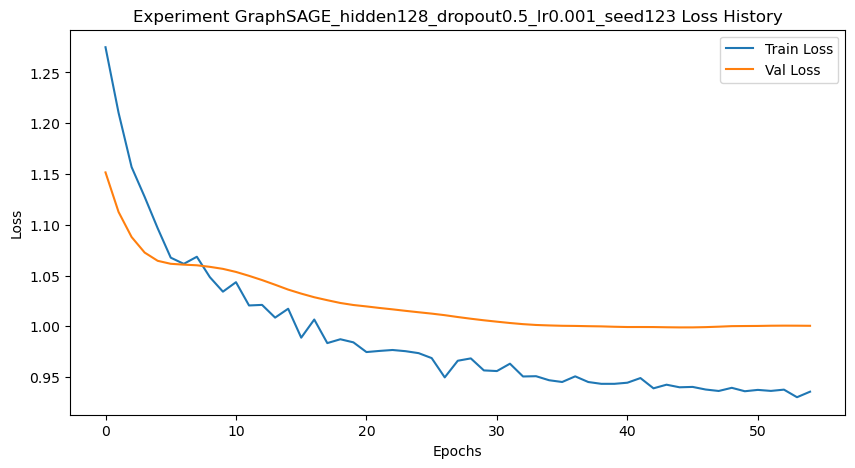 Experiment GraphSAGE_hidden128_dropout0.5_lr0.001_seed123 Loss History
Train Loss
Val Loss
1.25
1.20
1.15
1.10
1.05
1.00
0.95
Loss
0 10 20 30 40 50
Epochs